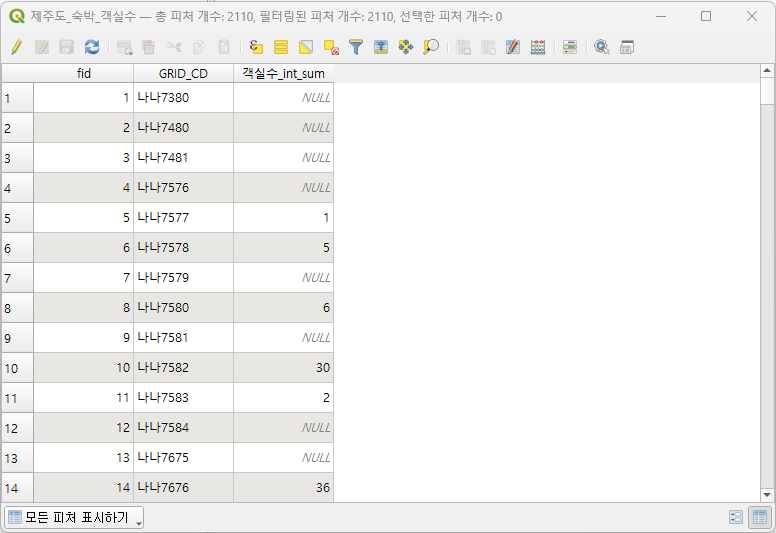 제주도_숙박_객실수 — 총 피처 개수: 2110, 필터링된 피처 개수: 2110, 선택한 피처 개수: 0
fid GRID_CD 객실수_int_sum
1 1 나나7380 NULL
2 2 나나7480 NULL
3 3 나나7481 NULL
4 4 나나7576 NULL
5 5 나나7577 1
6 6 나나7578 5
7 7 나나7579 NULL
8 8 나나7580 6
9 9 나나7581 NULL
10 10 나나7582 30
11 11 나나7583 2
12 12 나나7584 NULL
13 13 나나7675 NULL
14 14 나나7676 36
모든 피처 표시하기